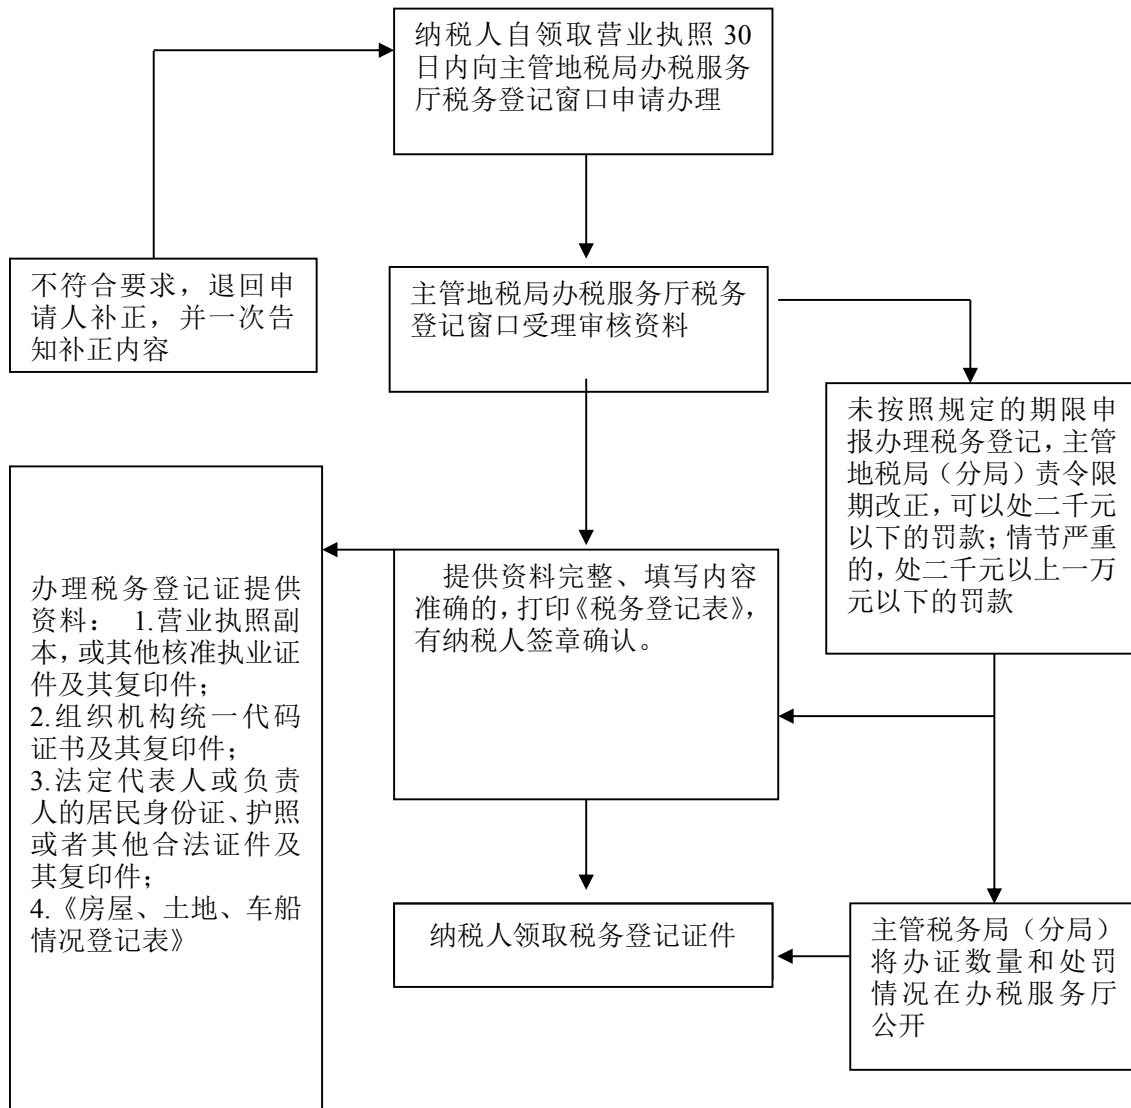 纳税人自领取营业执照 30
日内向主管地税局办税服务
厅税务登记窗口申请办理
不符合要求，退回申
请人补正，并一次告
知补正内容
主管地税局办税服务厅税务
登记窗口受理审核资料
未按照规定的期限申
报办理税务登记，主管
地税局（分局）责令限
期改正，可以处二千元
以下的罚款；情节严重
的，处二千元以上一万
元以下的罚款
办理税务登记证提供
资料： 1.营业执照副
本，或其他核准执业证
件及其复印件；
2.组织机构统一代码
证书及其复印件；
3.法定代表人或负责
人的居民身份证、护照
或者其他合法证件及
其复印件；
4.《房屋、土地、车船
情况登记表》
提供资料完整、填写内容
准确的，打印《税务登记表》，
有纳税人签章确认。
纳税人领取税务登记证件
主管税务局（分局）
将办证数量和处罚
情况在办税服务厅
公开